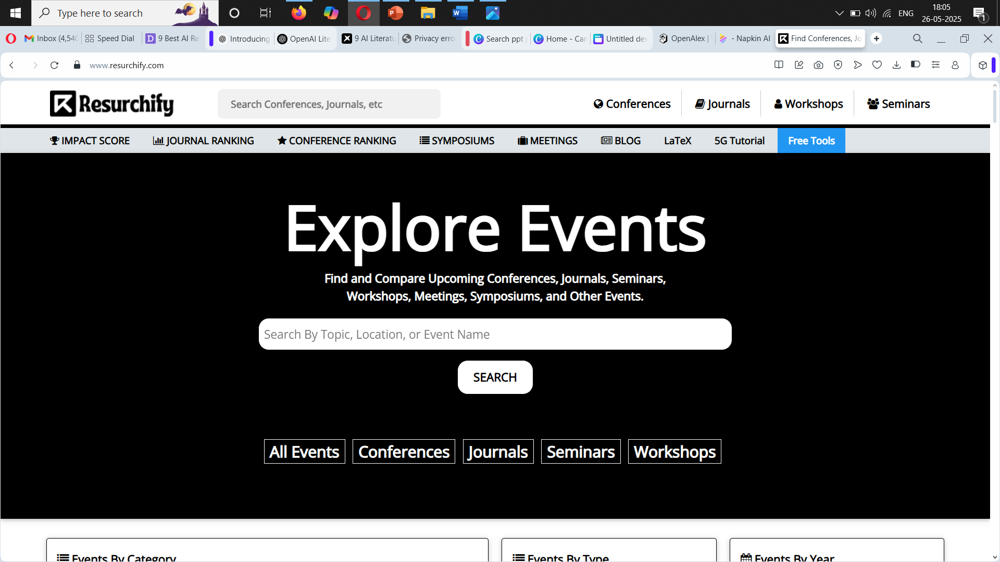 Type here to search
ENG
18:05
26-05-2025
1
Inbox (4,540
Speed Dial
9 Best AI Re
Introducing
OpenAI Lite
9 AI Literatu
Privacy erro
Search ppt
Home - Can
Untitled des
OpenAlex |
- Napkin AI
Find Conferences, Jo
www.resurchify.com
Resurchify
Search Conferences, Journals, etc
Conferences
Journals
Workshops
Seminars
IMPACT SCORE
JOURNAL RANKING
CONFERENCE RANKING
SYMPOSIUMS
MEETINGS
BLOG
LaTeX
5G Tutorial
Free Tools
Explore Events
Find and Compare Upcoming Conferences, Journals, Seminars,
Workshops, Meetings, Symposiums, and Other Events.
Search By Topic, Location, or Event Name
SEARCH
All Events
Conferences
Journals
Seminars
Workshops
Events By Category
Events By Type
Events By Year